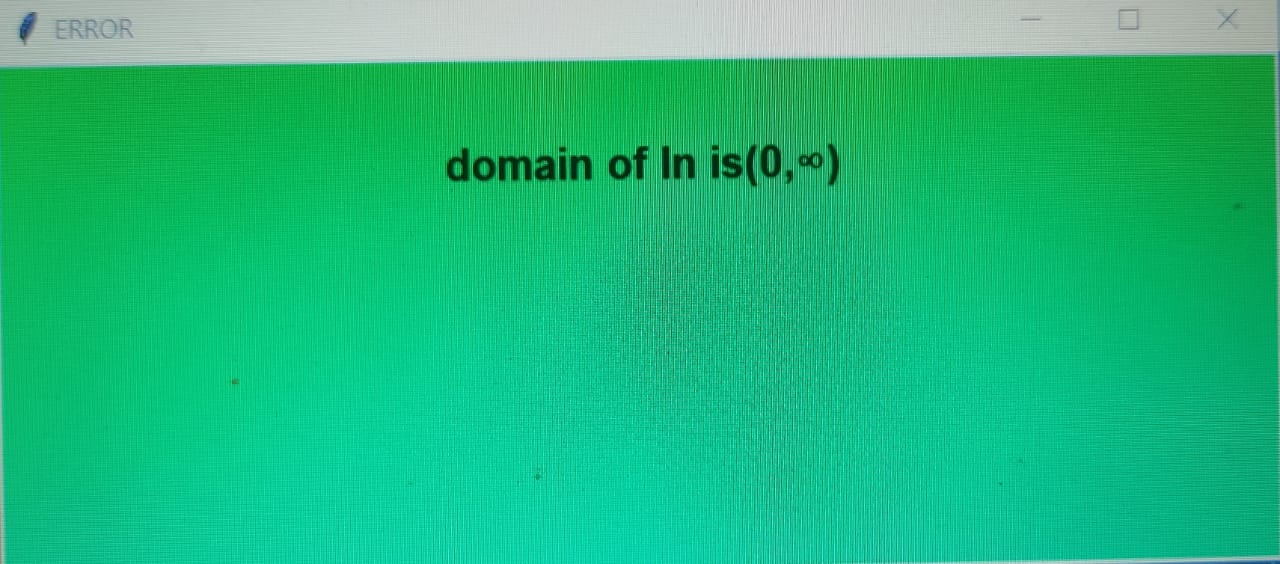 ERROR
domain of ln is(0,∞)